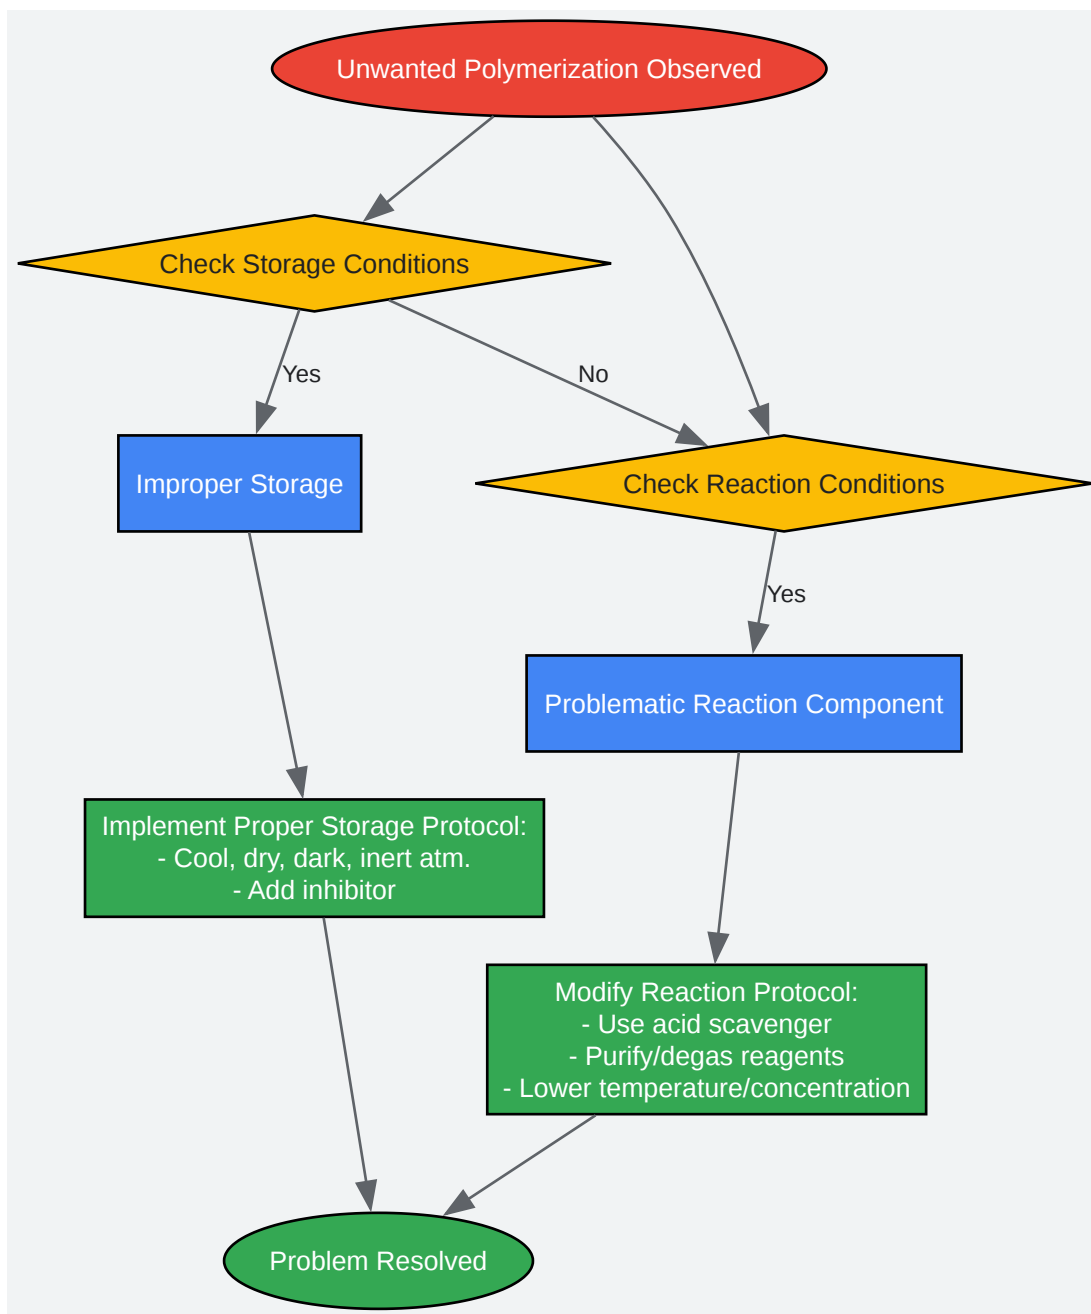 Unwanted Polymerization Observed
Check Storage Conditions
Yes
No
Improper Storage
Check Reaction Conditions
Yes
Problematic Reaction Component
Implement Proper Storage Protocol:
- Cool, dry, dark, inert atm.
- Add inhibitor
Modify Reaction Protocol:
- Use acid scavenger
- Purify/degas reagents
- Lower temperature/concentration
Problem Resolved